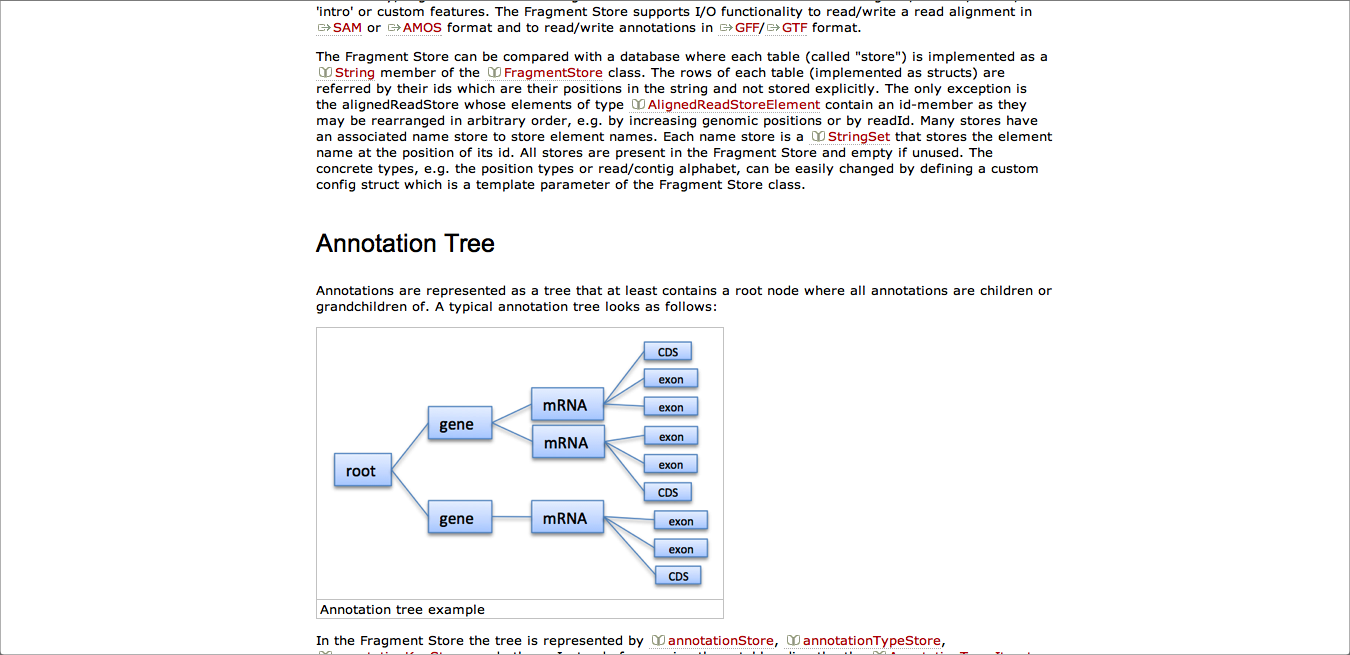 'intro' or custom features. The Fragment Store supports I/O functionality to read/write a read alignment in
SAM or AMOS format and to read/write annotations in GFF/ GTF format.
The Fragment Store can be compared with a database where each table (called "store") is implemented as a
String member of the FragmentStore class. The rows of each table (implemented as structs) are
referred by their ids which are their positions in the string and not stored explicitly. The only exception is
the alignedReadStore whose elements of type AlignedReadStoreElement contain an id-member as they
may be rearranged in arbitrary order, e.g. by increasing genomic positions or by readId. Many stores have
an associated name store to store element names. Each name store is a StringSet that stores the element
name at the position of its id. All stores are present in the Fragment Store and empty if unused. The
concrete types, e.g. the position types or read/contig alphabet, can be easily changed by defining a custom
config struct which is a template parameter of the Fragment Store class.
Annotation Tree
Annotations are represented as a tree that at least contains a root node where all annotations are children or
grandchildren of. A typical annotation tree looks as follows:
CDS
exon
mRNA
exon
gene
exon
mRNA
exon
root
CDS
gene
mRNA
exon
exon
CDS
Annotation tree example
In the Fragment Store the tree is represented by annotationStore, annotationTypeStore,